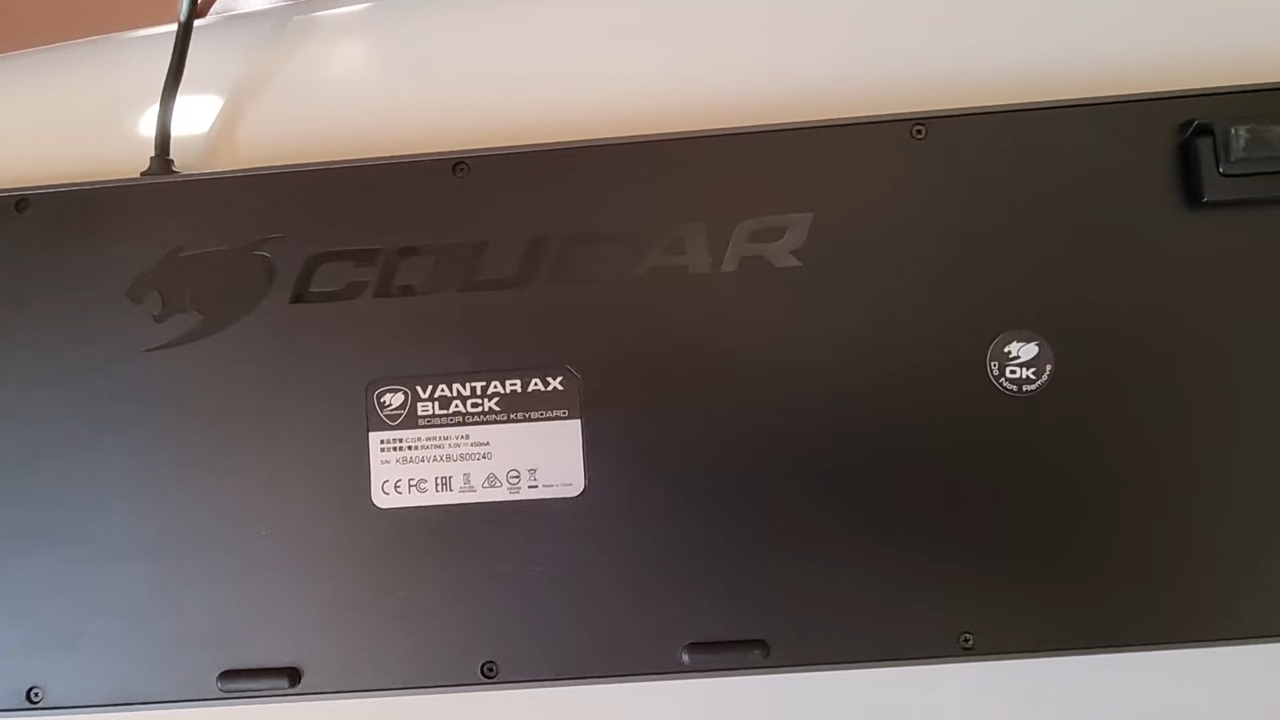 COUGAR
VANTAR AX
BLACK
SCISSOR GAMING KEYBOARD
產品型號:CGR-WRXMI-VAB
額定電壓/電流:RATING: 5.0V⎓450mA
S/N: KBA04VAXBUS00240
CE FC EAC
Made in China
OK
Do Not Remove